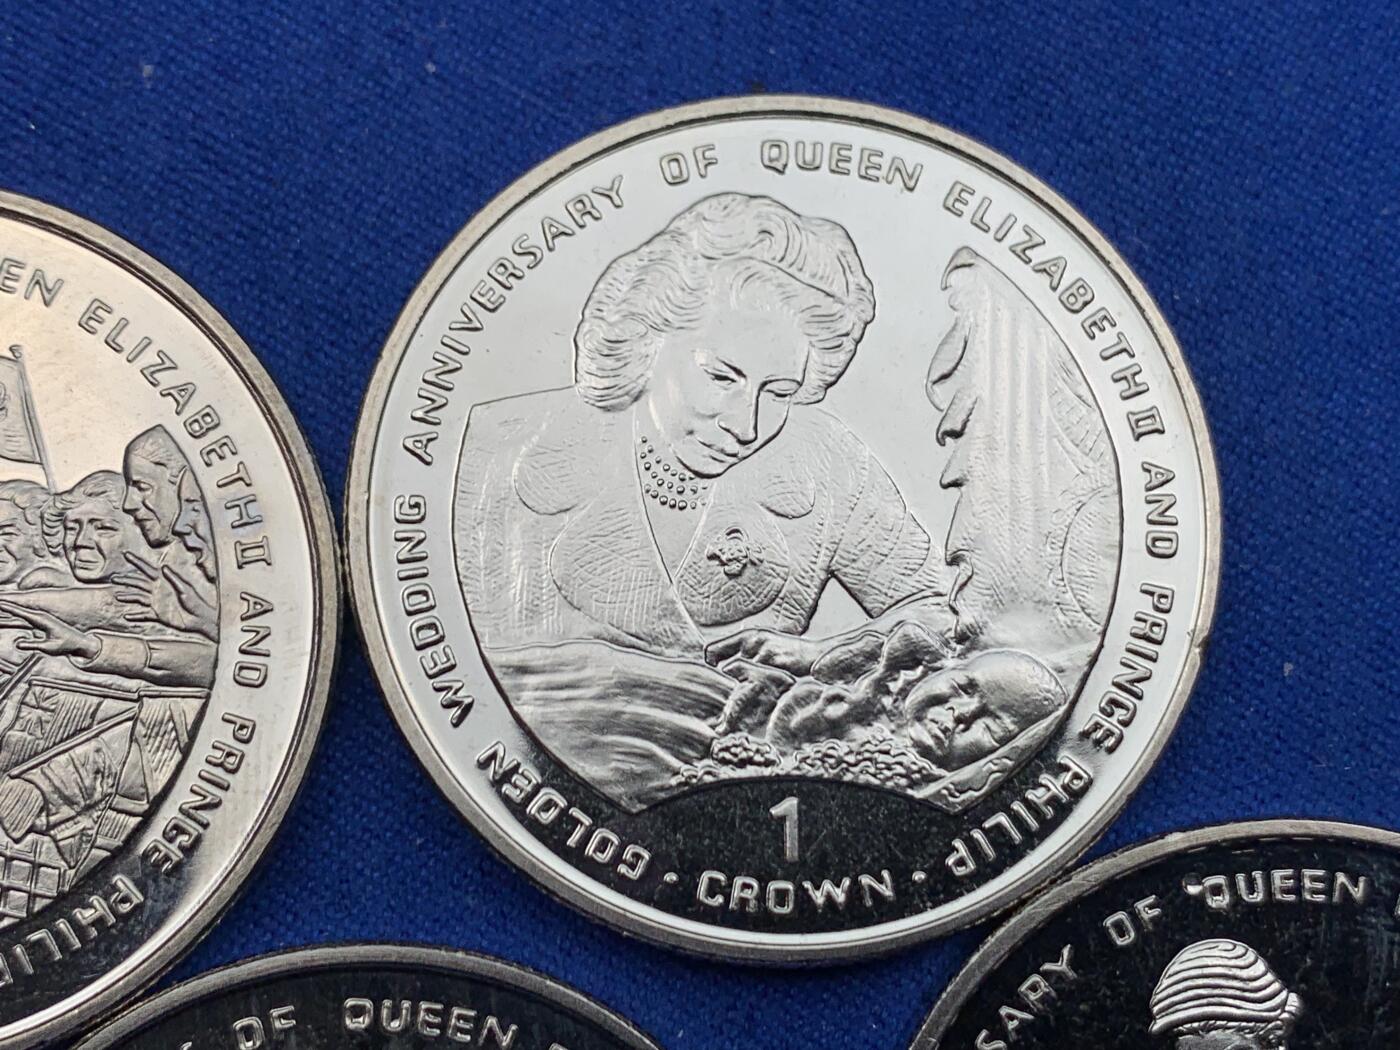 GOLDEN WEDDING ANNIVERSARY OF QUEEN ELIZABETH II AND PRINCE PHILIP
1
· CROWN ·
EN ELIZABETH II AND PRINCE PHILIP
OF QUEEN
SARY OF QUEEN